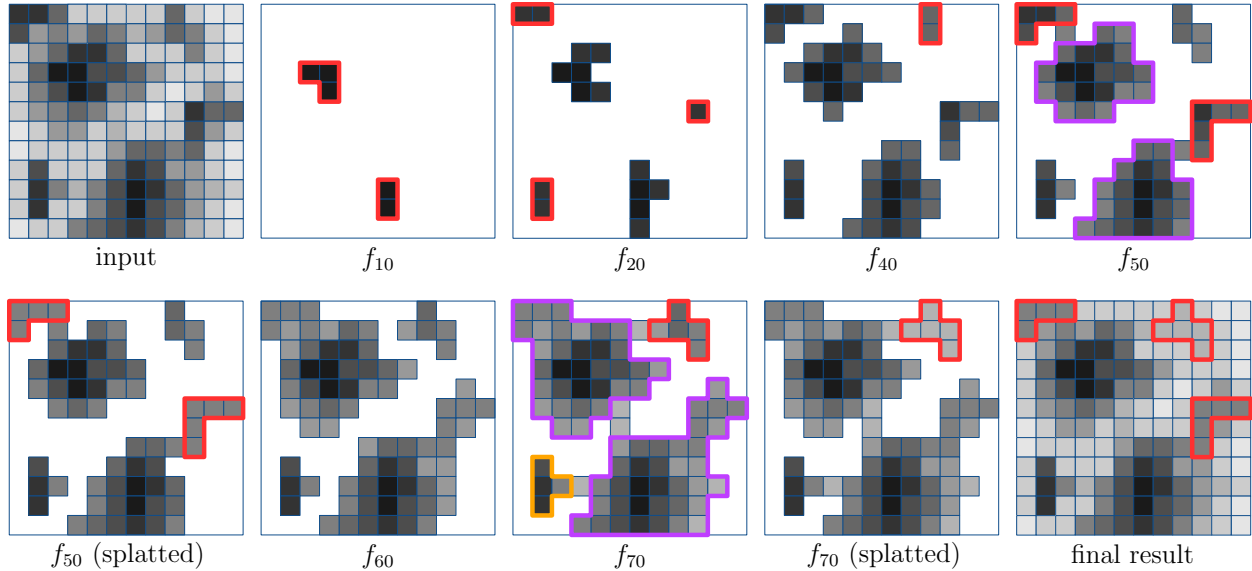 input
f₁₀
f₂₀
f₄₀
f₅₀
f₅₀ (splatted)
f₆₀
f₇₀
f₇₀ (splatted)
final result